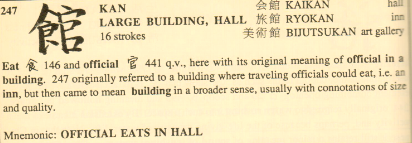 247 館 KAN 会館 KAIKAN hall
LARGE BUILDING, HALL 旅館 RYOKAN inn
16 strokes 美術館 BIJUTSUKAN art gallery
Eat 食 146 and official 官 441 q.v., here with its original meaning of official in a
building. 247 originally referred to a building where traveling officials could eat, i.e. an
inn, but then came to mean building in a broader sense, usually with connotations of size
and quality.
Mnemonic: OFFICIAL EATS IN HALL